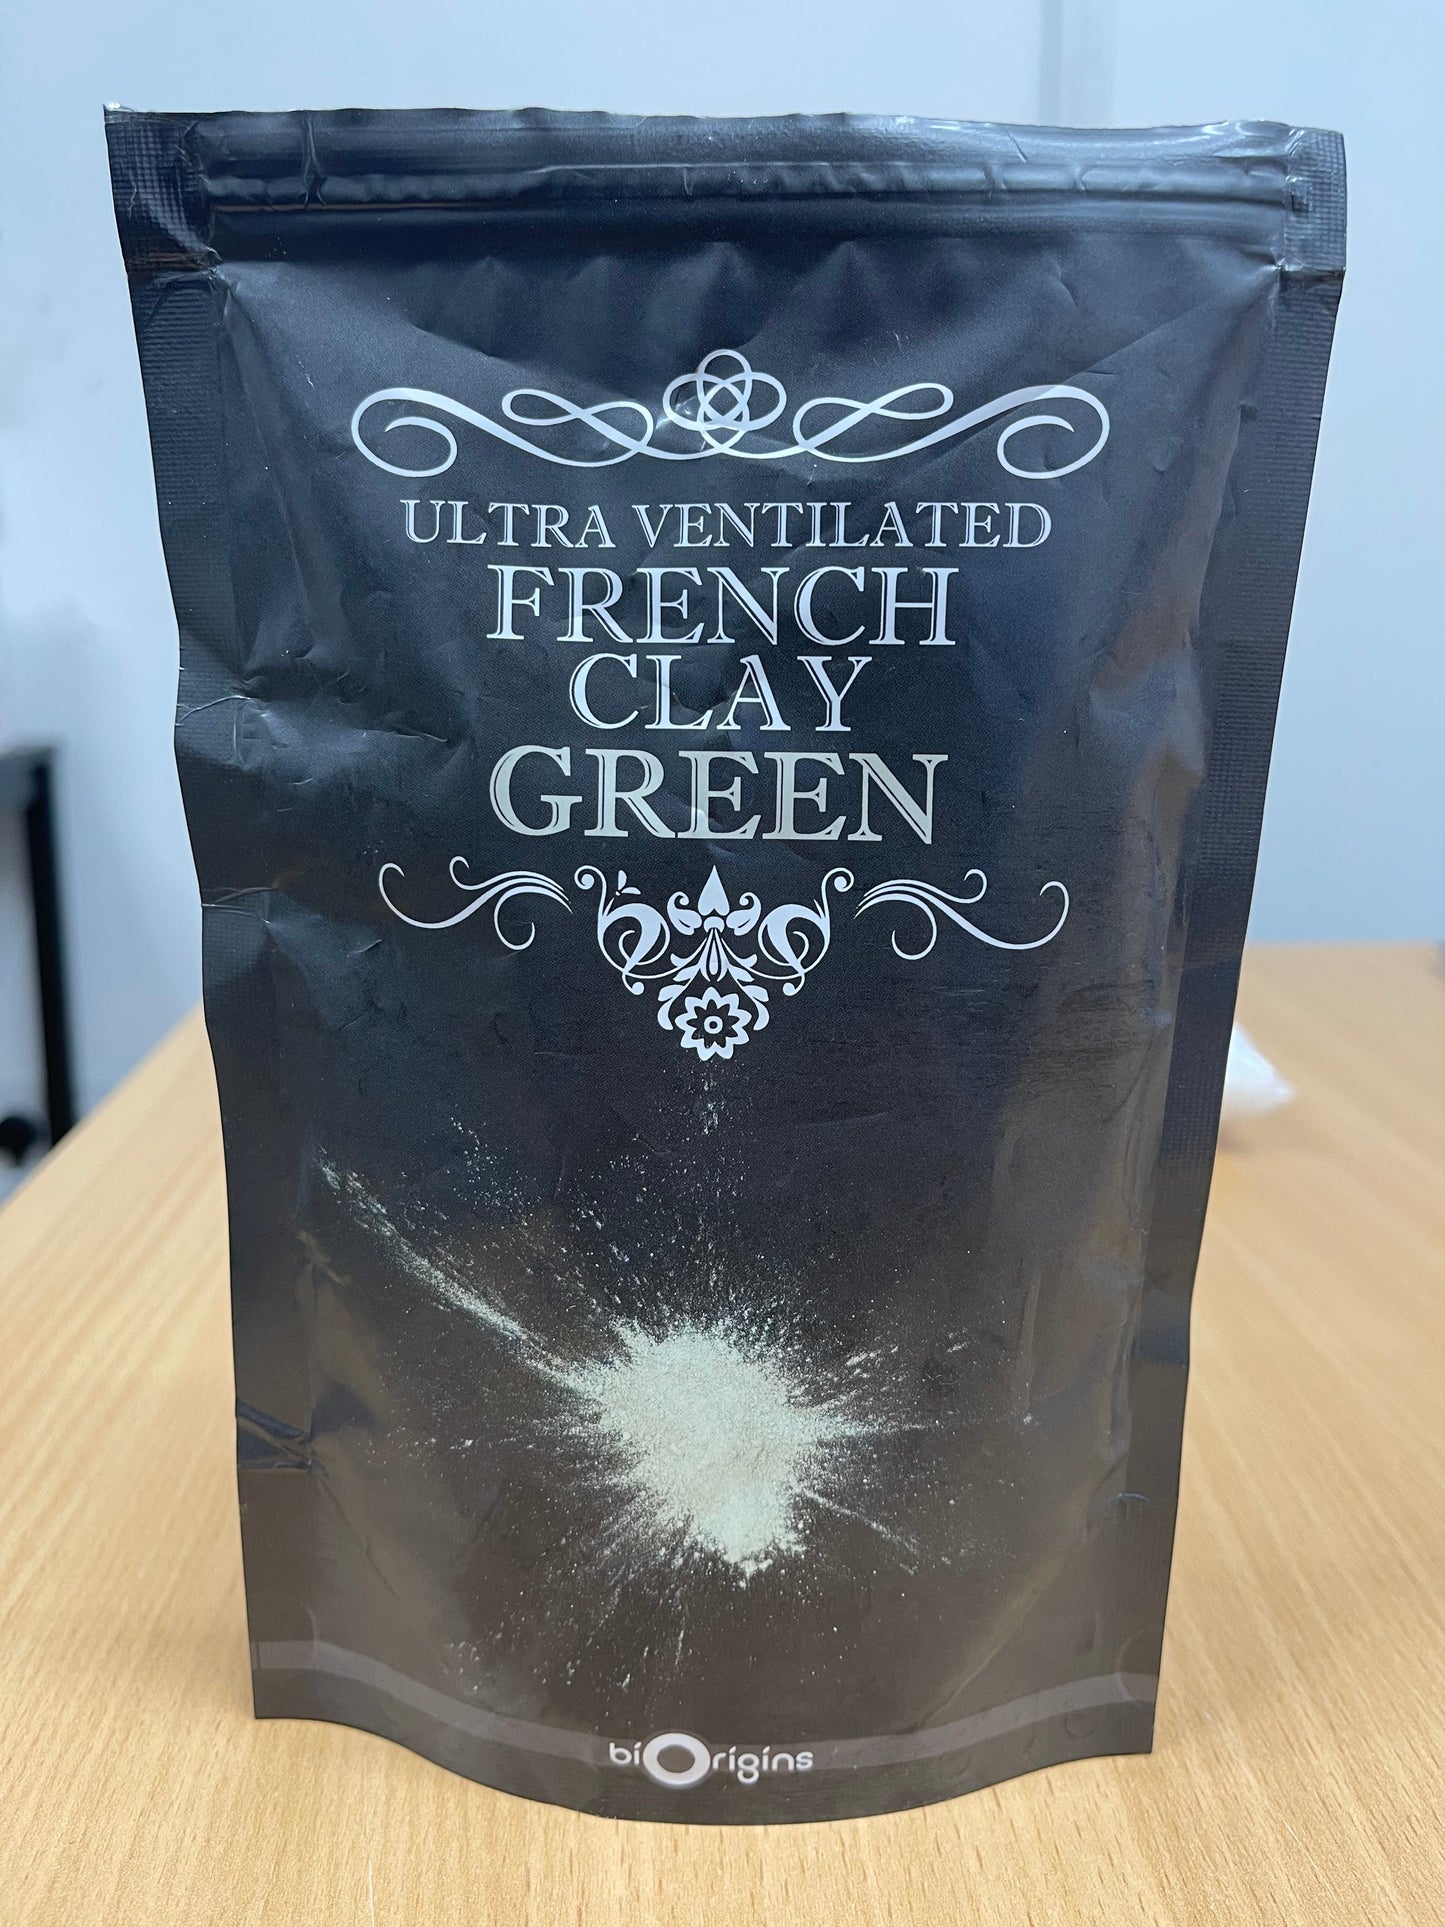 ULTRA VENTILATED
FRENCH
CLAY
GREEN
biOrigins